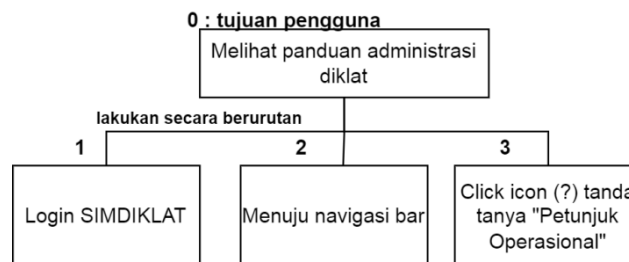 0 : tujuan pengguna
Melihat panduan administrasi
diklat
lakukan secara berurutan
1
2
3
Login SIMDIKLAT
Menuju navigasi bar
Click icon (?) tanda
tanya "Petunjuk
Operasional"